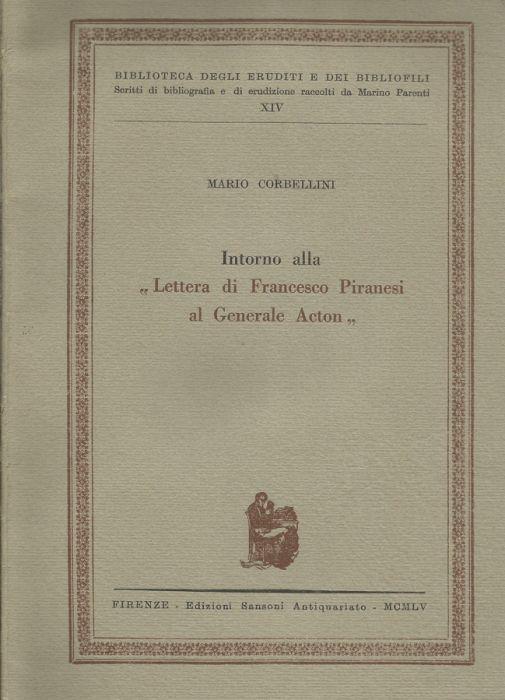 BIBLIOTECA DEGLI ERUDITI E DEI BIBLIOFILI
Scritti di bibliografia e di erudizione raccolti da Marino Parenti
XIV
MARIO CORBELLINI
Intorno alla
„ Lettera di Francesco Piranesi
al Generale Acton „
FIRENZE - Edizioni Sansoni Antiquariato - MCMLV